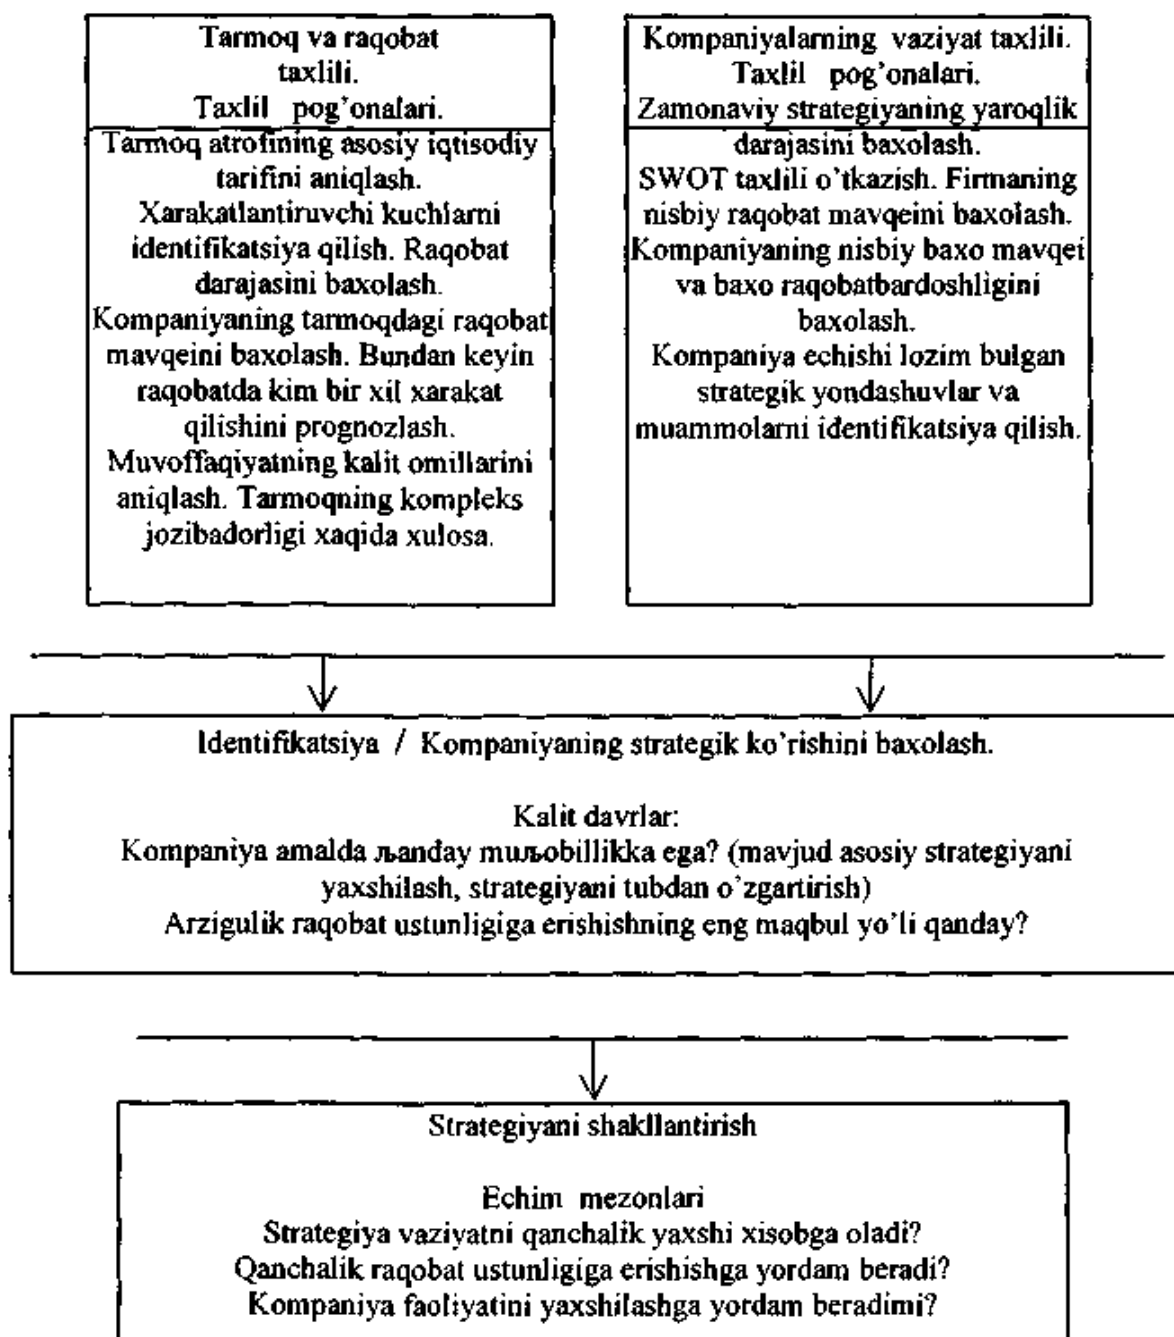 Tarmoq va raqobat
taxlili.
Taxlil pog’onalari.
Tarmoq atrofining asosiy iqtisodiy
tarifini aniqlash.
Xarakatlantiruvchi kuchlarni
identifikatsiya qilish. Raqobat
darajasini baxolash.
Kompaniyaning tarmoqdagi raqobat
mavqeini baxolash. Bundan keyin
raqobatda kim bir xil xarakat
qilishini prognozlash.
Muvoffaqiyatning kalit omillarini
aniqlash. Tarmoqning kompleks
jozibadorligi xaqida xulosa.
Kompaniyalarning vaziyat taxlili.
Taxlil pog’onalari.
Zamonaviy strategiyaning yaroqlik
darajasini baxolash.
SWOT taxlili o’tkazish. Firmaning
nisbiy raqobat mavqeini baxolash.
Kompaniyaning nisbiy baxo mavqei
va baxo raqobatbardoshligini
baxolash.
Kompaniya echishi lozim bulgan
strategik yondashuvlar va
muammolarni identifikatsiya qilish.
Identifikatsiya / Kompaniyaning strategik ko’rishini baxolash.
Kalit davrlar:
Kompaniya amalda љanday muљobillikka ega? (mavjud asosiy strategiyani
yaxshilash, strategiyani tubdan o’zgartirish)
Arzigulik raqobat ustunligiga erishishning eng maqbul yo’li qanday?
Strategiyani shakllantirish
Echim mezonlari
Strategiya vaziyatni qanchalik yaxshi xisobga oladi?
Qanchalik raqobat ustunligiga erishishga yordam beradi?
Kompaniya faoliyatini yaxshilashga yordam beradimi?